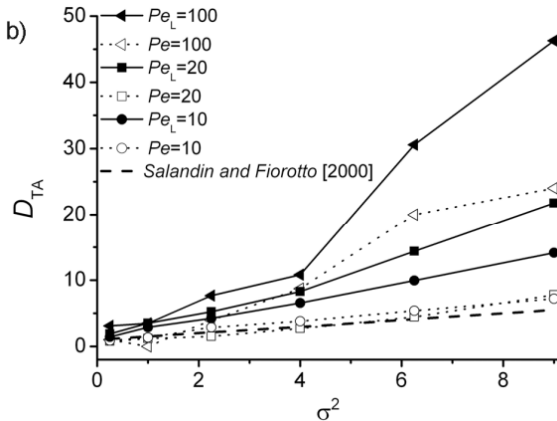 b)
50
40
30
20
10
0
D_TA
Pe_L=100
Pe=100
Pe_L=20
Pe=20
Pe_L=10
Pe=10
Salandin and Fiorotto [2000]
0 2 4 6 8
σ²